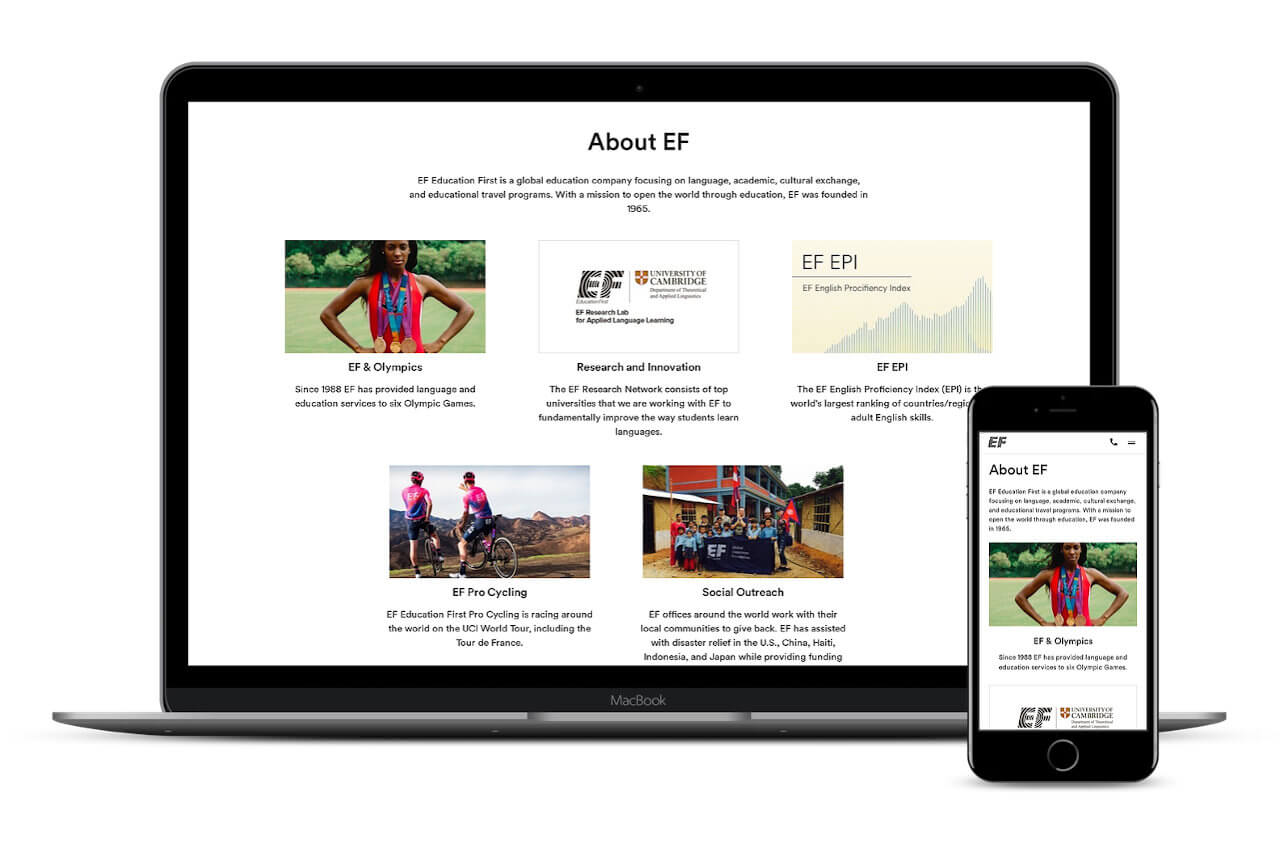 About EF
EF Education First is a global education company focusing on language, academic, cultural exchange,
and educational travel programs. With a mission to open the world through education, EF was founded in
1965.
EF & Olympics
Since 1988 EF has provided language and
education services to six Olympic Games.
EF
EducationFirst
UNIVERSITY OF
CAMBRIDGE
Department of Theoretical
and Applied Linguistics
EF Research Lab
for Applied Language Learning
Research and Innovation
The EF Research Network consists of top
universities that we are working with EF to
fundamentally improve the way students learn
languages.
EF EPI
EF English Procifiency Index
EF EPI
The EF English Proficiency Index (EPI) is th
world's largest ranking of countries/regio
adult English skills.
EF
EF
EF Pro Cycling
EF Education First Pro Cycling is racing around
the world on the UCI World Tour, including the
Tour de France.
EF
Social Outreach
EF offices around the world work with their
local communities to give back. EF has assisted
with disaster relief in the U.S., China, Haiti,
Indonesia, and Japan while providing funding
MacBook
EF
About EF
EF Education First is a global education company
focusing on language, academic, cultural exchange,
and educational travel programs. With a mission to
open the world through education, EF was founded
in 1965.
EF & Olympics
Since 1988 EF has provided language and
education services to six Olympic Games.
EF
UNIVERSITY OF
CAMBRIDGE
Department of Theoretical
and Applied Linguistics